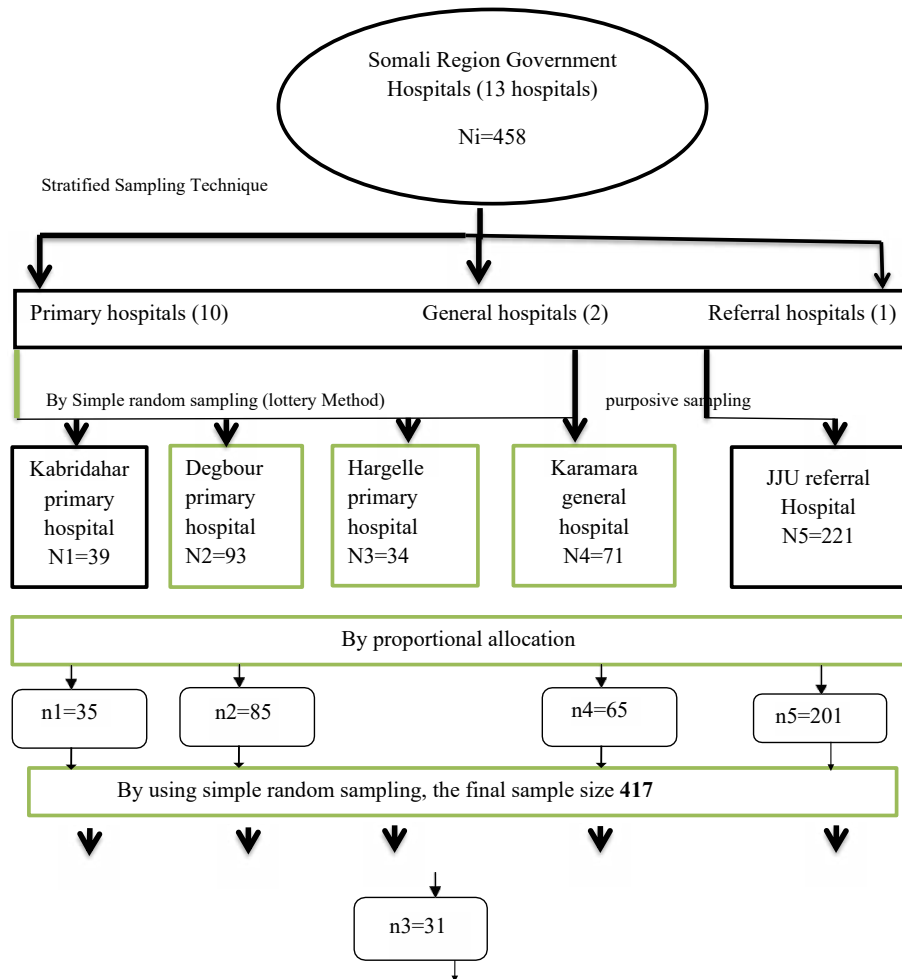 Somali Region Government
Hospitals (13 hospitals)
Ni=458
Stratified Sampling Technique
Primary hospitals (10)
General hospitals (2)
Referral hospitals (1)
By Simple random sampling (lottery Method)
purposive sampling
Kabridahar
primary
hospital
N1=39
Degbour
primary
hospital
N2=93
Hargelle
primary
hospital
N3=34
Karamara
general
hospital
N4=71
JJU referral
Hospital
N5=221
By proportional allocation
n1=35
n2=85
n4=65
n5=201
By using simple random sampling, the final sample size 417
n3=31